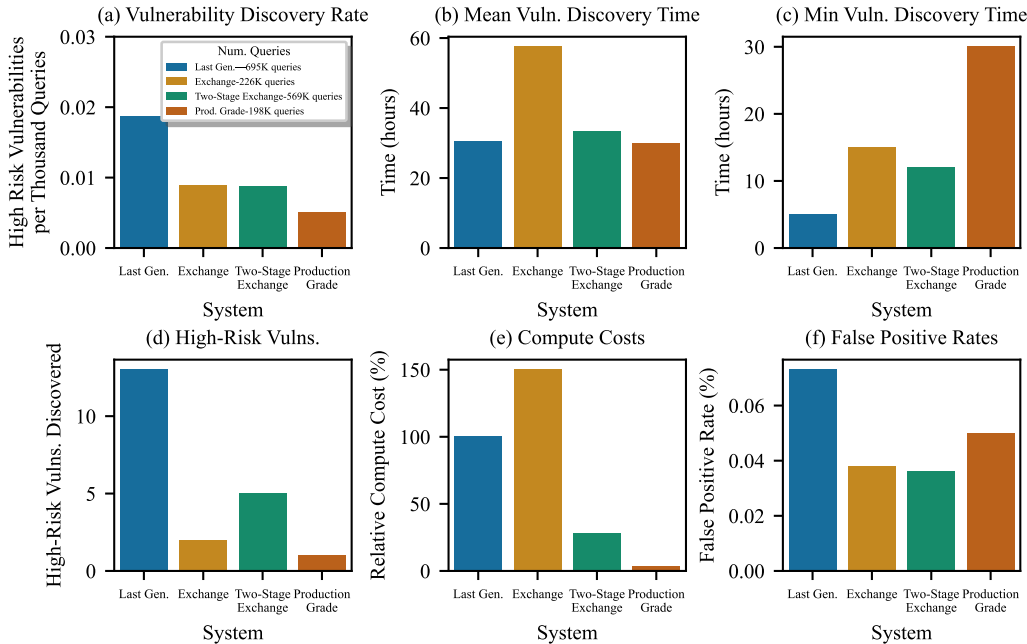 (a) Vulnerability Discovery Rate
High Risk Vulnerabilities
per Thousand Queries
0.03
0.02
0.01
0.00
Num. Queries
Last Gen.—695K queries
Exchange-226K queries
Two-Stage Exchange-569K queries
Prod. Grade-198K queries
Last Gen.
Exchange
Two-Stage
Exchange
Production
Grade
System
(b) Mean Vuln. Discovery Time
Time (hours)
60
40
20
0
Last Gen.
Exchange
Two-Stage
Exchange
Production
Grade
System
(c) Min Vuln. Discovery Time
Time (hours)
30
20
10
0
Last Gen.
Exchange
Two-Stage
Exchange
Production
Grade
System
(d) High-Risk Vulns.
High-Risk Vulns. Discovered
10
5
0
Last Gen.
Exchange
Two-Stage
Exchange
Production
Grade
System
(e) Compute Costs
Relative Compute Cost (%)
150
100
50
0
Last Gen.
Exchange
Two-Stage
Exchange
Production
Grade
System
(f) False Positive Rates
False Positive Rate (%)
0.06
0.04
0.02
0.00
Last Gen.
Exchange
Two-Stage
Exchange
Production
Grade
System